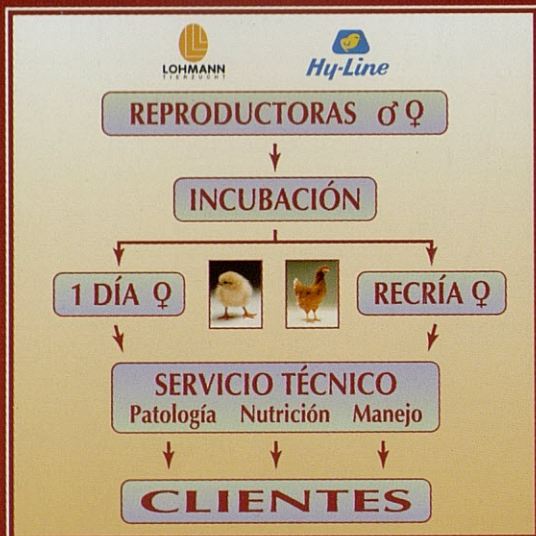 LOHMANN
TIERZUCHT
Hy-Line
REPRODUCTORAS ♂ ♀
INCUBACIÓN
1 DÍA ♀
RECRÍA ♀
SERVICIO TÉCNICO
Patología Nutrición Manejo
CLIENTES